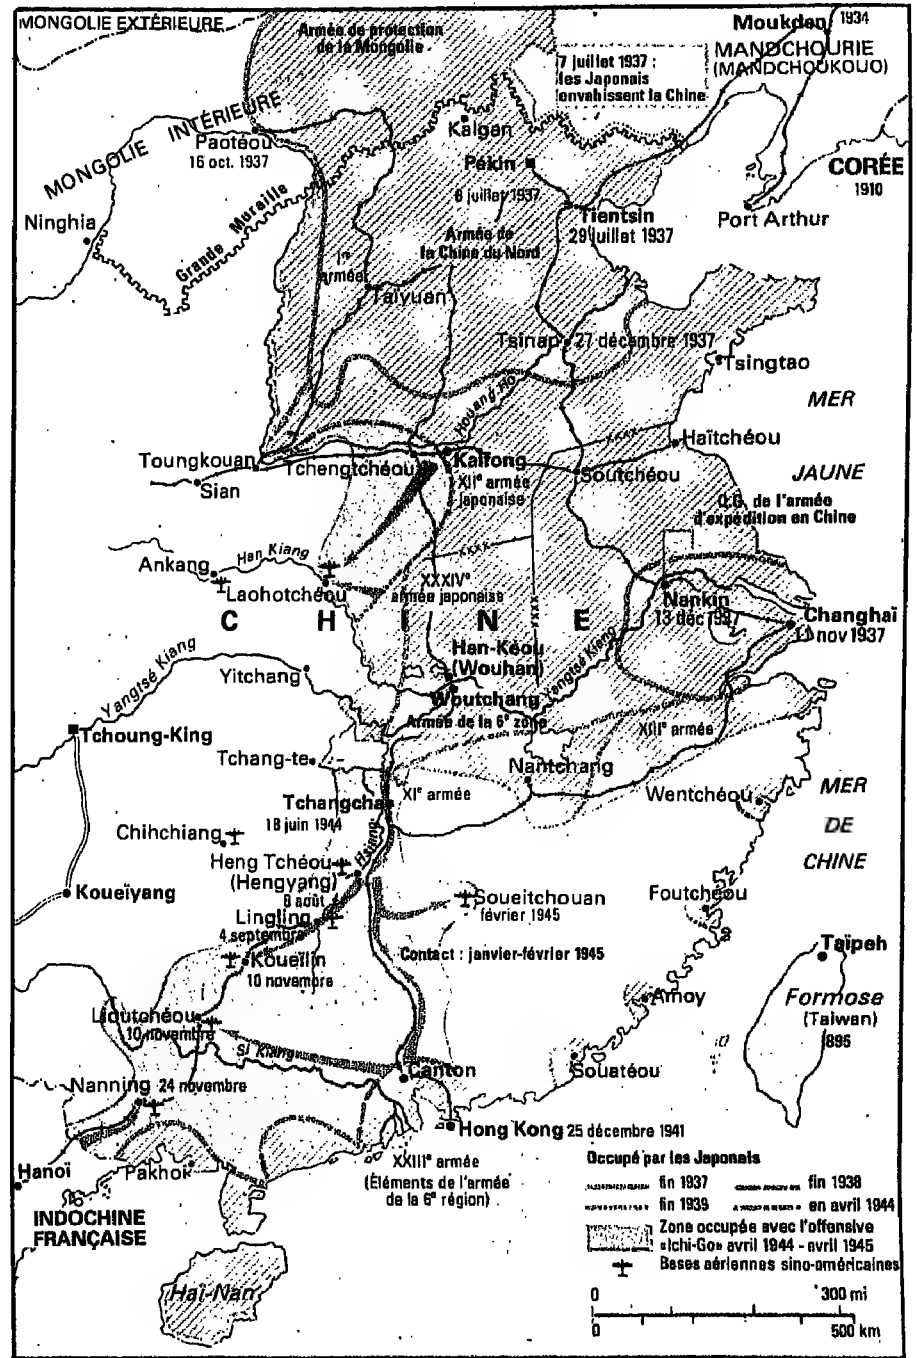 MONGOLIE EXTÉRIEURE
Armée de protection
de la Mongolie
Moukden 1934
MANDCHOURIE
(MANDCHOUKOUO)
7 juillet 1937 :
les Japonais
envahissent la Chine
MONGOLIE INTÉRIEURE
Kalgan
Paotéou
16 oct. 1937
Pékin
8 juillet 1937
CORÉE
1910
Ninghia
Grande Muraille
Tientsin
29 juillet 1937
Port Arthur
Armée de
la Chine du Nord
Ire
armée
Taïyuan
Tsinan 27 décembre 1937
Tsingtao
MER
JAUNE
Houang Ho
Haïtchéou
Toungkouan
Tchengtchéou
Kaïfong
Sian
XIIe armée
japonaise
Soutchéou
Q.G. de l'armée
d'expédition en Chine
Ankang
Han Kiang
Laohotchéou
XXXIVe
armée japonaise
Nankin
13 déc 1937
C H I N E
Changhaï
11 nov 1937
Han-Kéou
(Wouhan)
Yangtsé Kiang
Yitchang
Yangtsé Kiang
Woutchang
Armée de la 6e zone
Tchoung-King
XIIIe armée
Tchang-te
Nantchang
Tchangcha
18 juin 1944
XIe armée
Wentchéou
MER
DE
CHINE
Chihchiang
Hsiang
Heng Tchéou
(Hengyang)
8 août
Koueïyang
Soueitchouan
février 1945
Foutchéou
Lingling
4 septembre
Koueïlin
10 novembre
Contact : janvier-février 1945
Taïpeh
Amoy
Formose
(Taiwan)
1895
Lioutchéou
10 novembre
Si Kiang
Canton
Souatéou
Nanning 24 novembre
Hong Kong 25 décembre 1941
Hanoï
Pakhoï
XXIIIe armée
(Éléments de l'armée
de la 6e région)
INDOCHINE
FRANÇAISE
Haï-Nan
Occupé par les Japonais
fin 1937
fin 1938
fin 1939
en avril 1944
Zone occupée avec l'offensive
«Ichi-Go» avril 1944 - avril 1945
Bases aériennes sino-américaines
0 300 mi
0 500 km